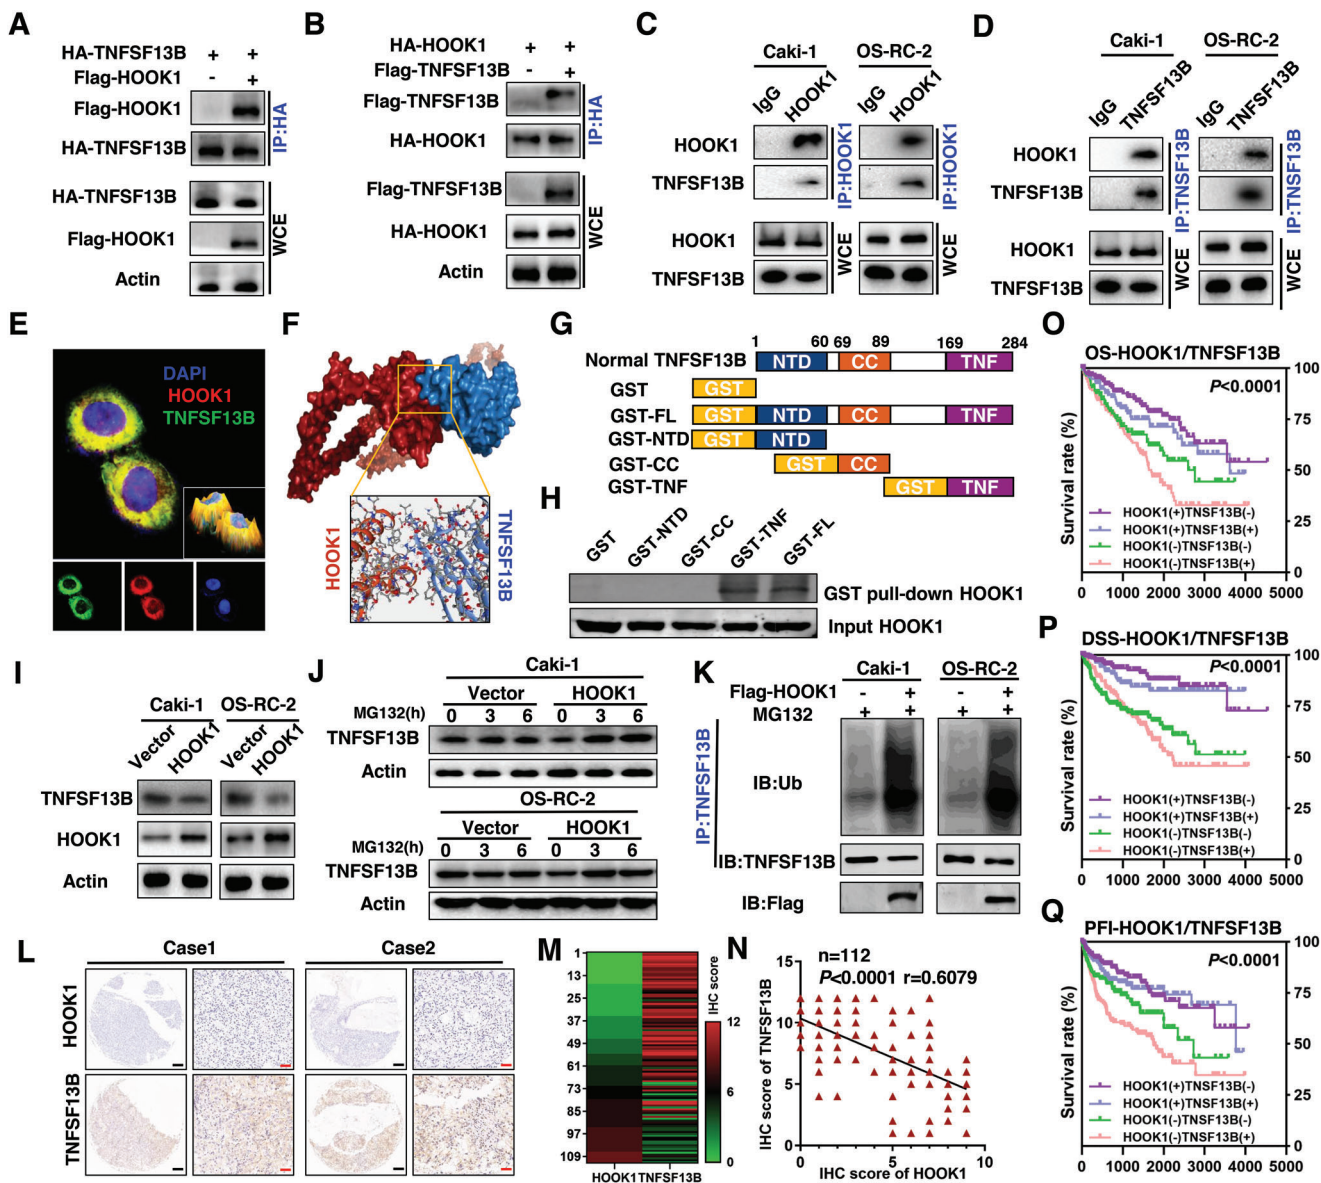 A
HA-TNFSF13B + +
Flag-HOOK1 - +
Flag-HOOK1
HA-TNFSF13B
IP:HA
HA-TNFSF13B
Flag-HOOK1
Actin
WCE
B
HA-HOOK1 + +
Flag-TNFSF13B - +
Flag-TNFSF13B
HA-HOOK1
IP:HA
Flag-TNFSF13B
HA-HOOK1
Actin
WCE
C
Caki-1 OS-RC-2
IgG HOOK1 IgG HOOK1
HOOK1
TNFSF13B
IP:HOOK1 IP:HOOK1
HOOK1
TNFSF13B
WCE WCE
D
Caki-1 OS-RC-2
IgG TNFSF13B IgG TNFSF13B
HOOK1
TNFSF13B
IP:TNSF13B IP:TNSF13B
HOOK1
TNFSF13B
WCE WCE
E
DAPI
HOOK1
TNFSF13B
F
HOOK1
TNFSF13B
G
1 60 69 89 169 284
Normal TNFSF13B NTD CC TNF
GST GST
GST-FL GST NTD CC TNF
GST-NTD GST NTD
GST-CC GST CC
GST-TNF GST TNF
H
GST GST-NTD GST-CC GST-TNF GST-FL
GST pull-down HOOK1
Input HOOK1
I
Caki-1 OS-RC-2
Vector HOOK1 Vector HOOK1
TNFSF13B
HOOK1
Actin
J
Caki-1
Vector HOOK1
MG132(h) 0 3 6 0 3 6
TNFSF13B
Actin
OS-RC-2
Vector HOOK1
MG132(h) 0 3 6 0 3 6
TNFSF13B
Actin
K
Caki-1 OS-RC-2
Flag-HOOK1 - + - +
MG132 + + + +
IP:TNFSF13B
IB:Ub
IB:TNFSF13B
IB:Flag
L
Case1 Case2
HOOK1
TNFSF13B
M
1
13
25
37
49
61
73
85
97
109
HOOK1 TNFSF13B
IHC score
12
6
0
N
n=112
P<0.0001 r=0.6079
IHC score of TNFSF13B
15
10
5
0
0 5 10
IHC score of HOOK1
O
OS-HOOK1/TNFSF13B
P<0.0001
Survival rate (%)
100
75
50
25
0
HOOK1(+)TNSF13B(-)
HOOK1(+)TNSF13B(+)
HOOK1(-)TNSF13B(-)
HOOK1(-)TNSF13B(+)
0 1000 2000 3000 4000 5000
P
DSS-HOOK1/TNFSF13B
P<0.0001
Survival rate (%)
100
75
50
25
0
HOOK1(+)TNSF13B(-)
HOOK1(+)TNSF13B(+)
HOOK1(-)TNSF13B(-)
HOOK1(-)TNSF13B(+)
0 1000 2000 3000 4000 5000
Q
PFI-HOOK1/TNFSF13B
P<0.0001
Survival rate (%)
100
75
50
25
0
HOOK1(+)TNSF13B(-)
HOOK1(+)TNSF13B(+)
HOOK1(-)TNSF13B(-)
HOOK1(-)TNSF13B(+)
0 1000 2000 3000 4000 5000